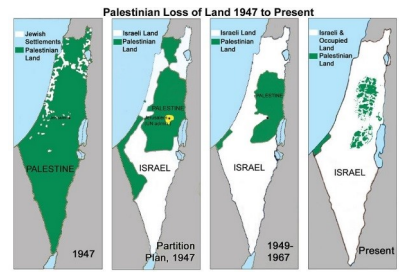 Palestinian Loss of Land 1947 to Present
Jewish
Settlements
Palestinian
Land
PALESTINE
1947
Israeli Land
Palestinian
Land
PALESTINE
ISRAEL
Partition
Plan, 1947
Israeli Land
Palestinian
Land
PALESTINE
ISRAEL
1949-
1967
Israeli &
Occupied
Land
Palestinian
Land
ISRAEL
Present